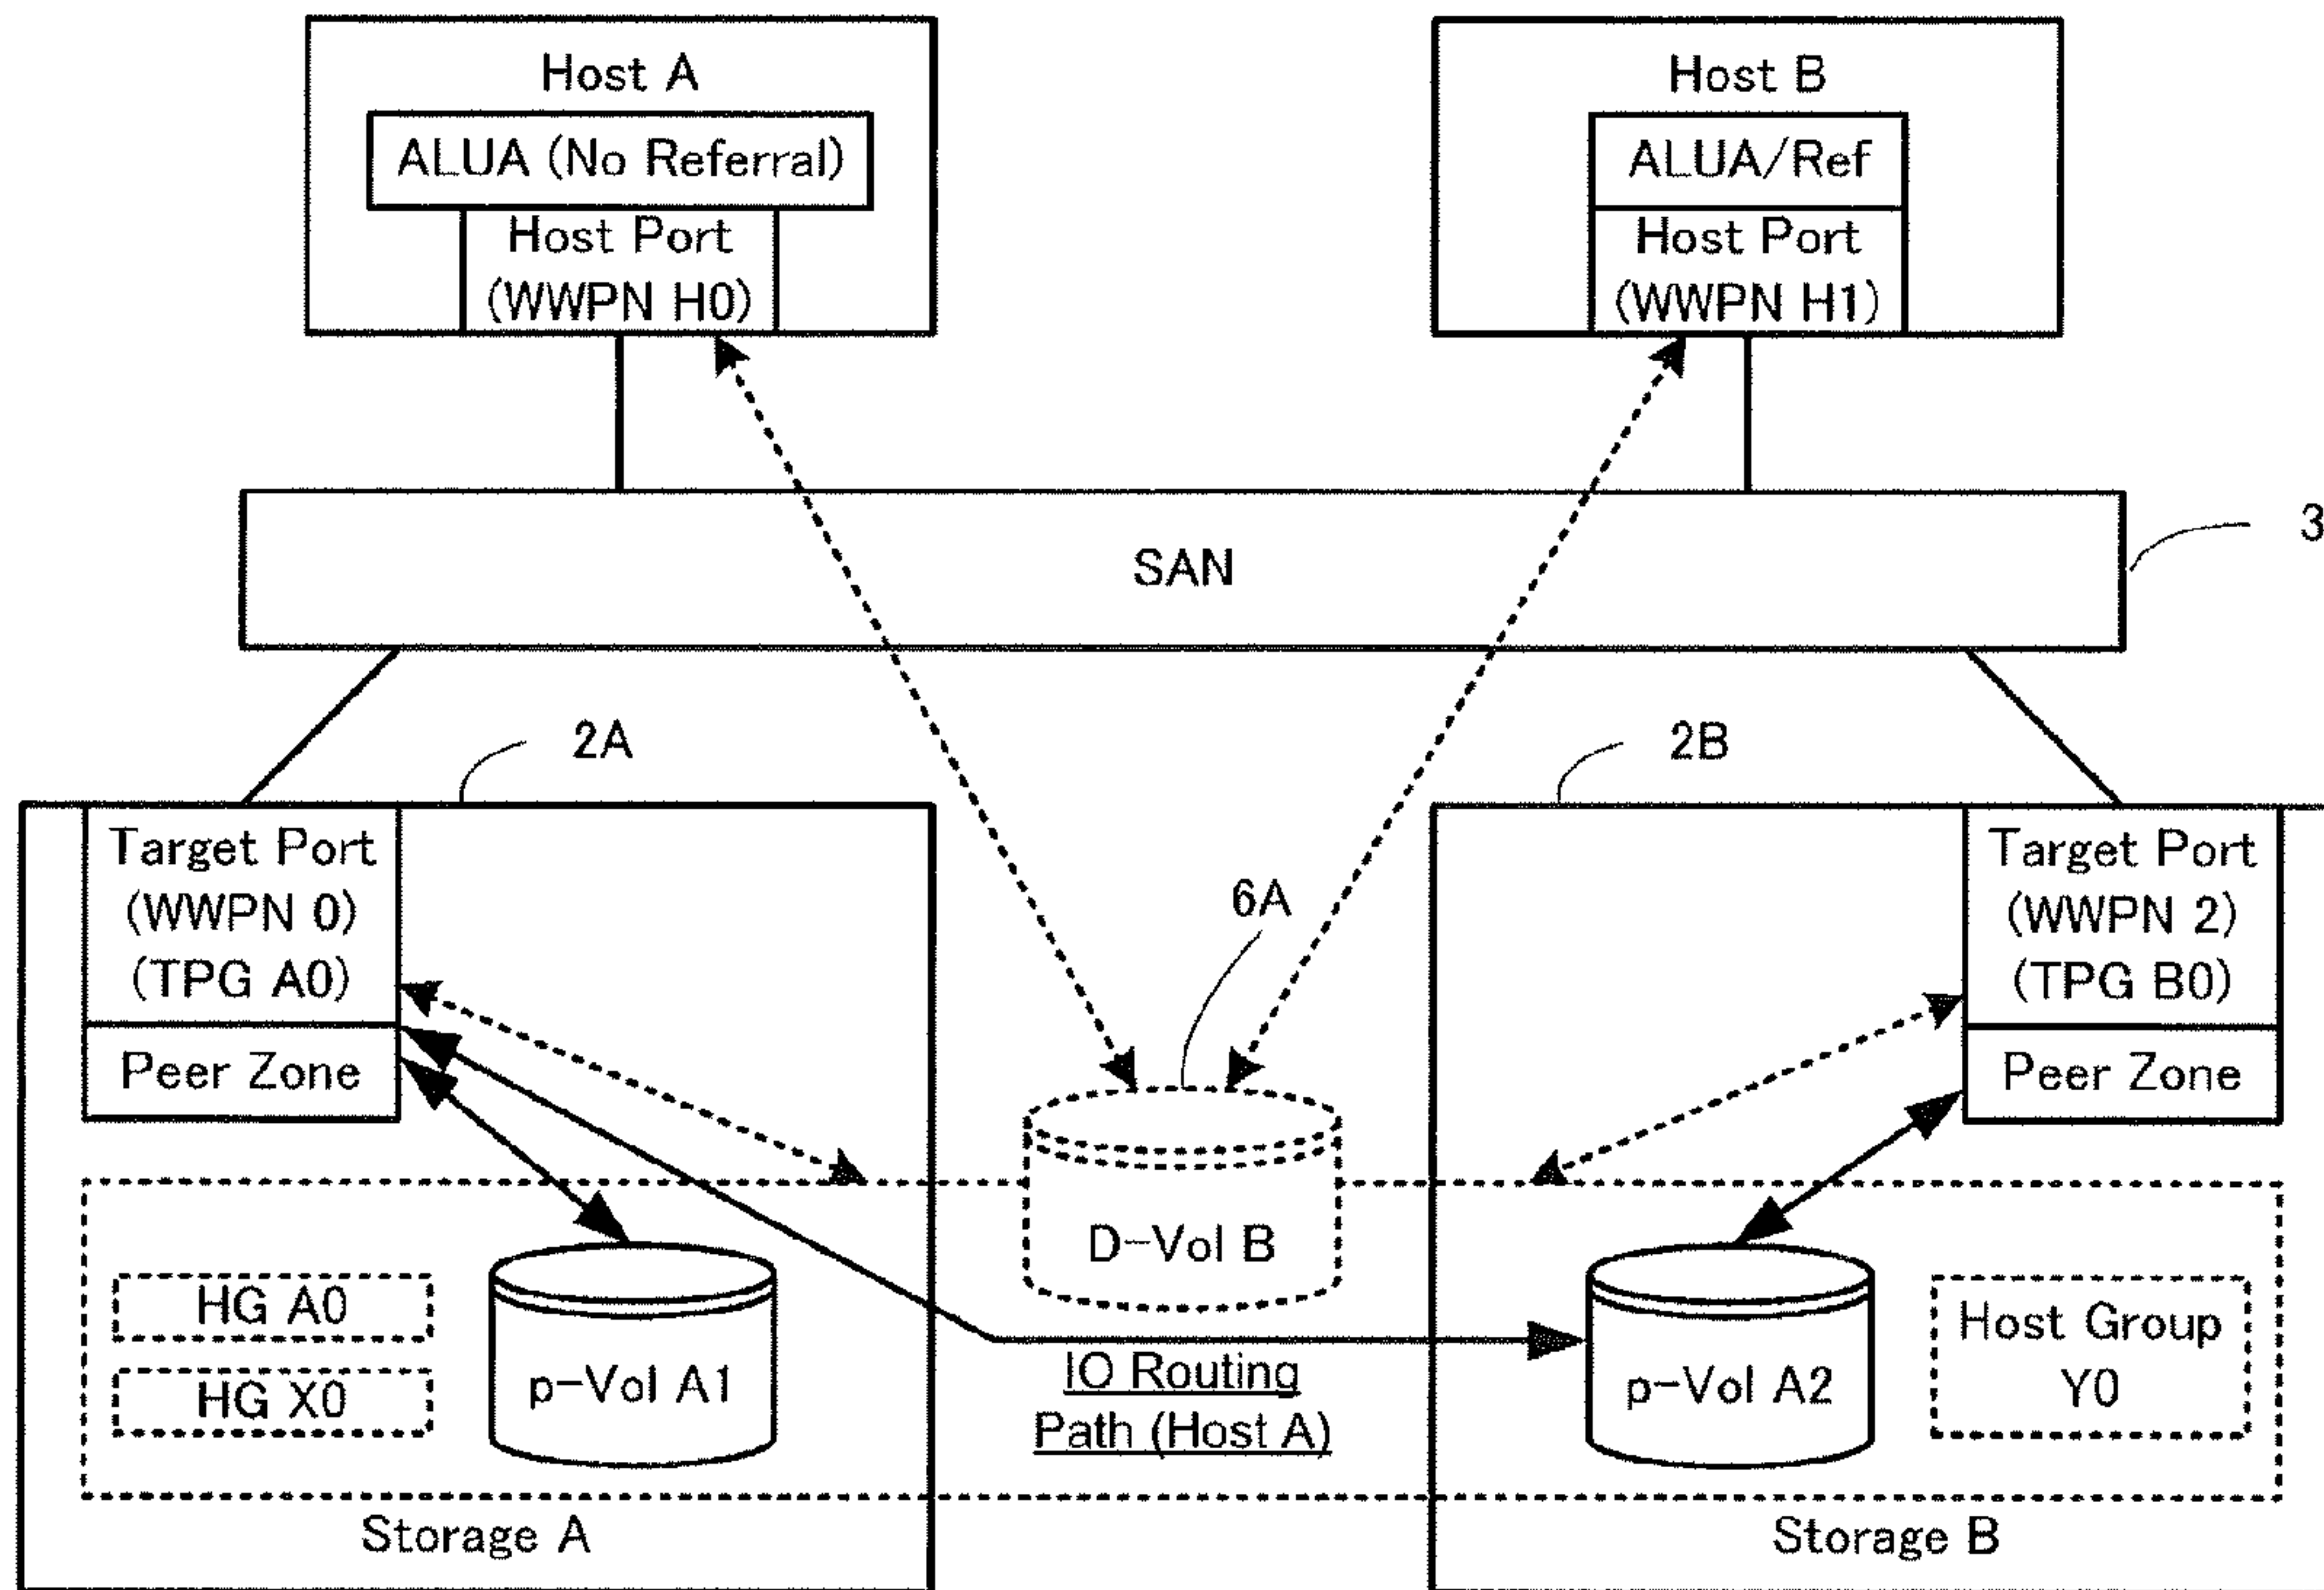 Host A
ALUA (No Referral)
Host Port
(WWPN H0)
Host B
ALUA/Ref
Host Port
(WWPN H1)
SAN
3
2A
2B
Target Port
(WWPN 0)
(TPG A0)
Peer Zone
6A
Target Port
(WWPN 2)
(TPG B0)
Peer Zone
D-Vol B
HG A0
HG X0
p-Vol A1
IO Routing
Path (Host A)
p-Vol A2
Host Group
Y0
Storage A
Storage B